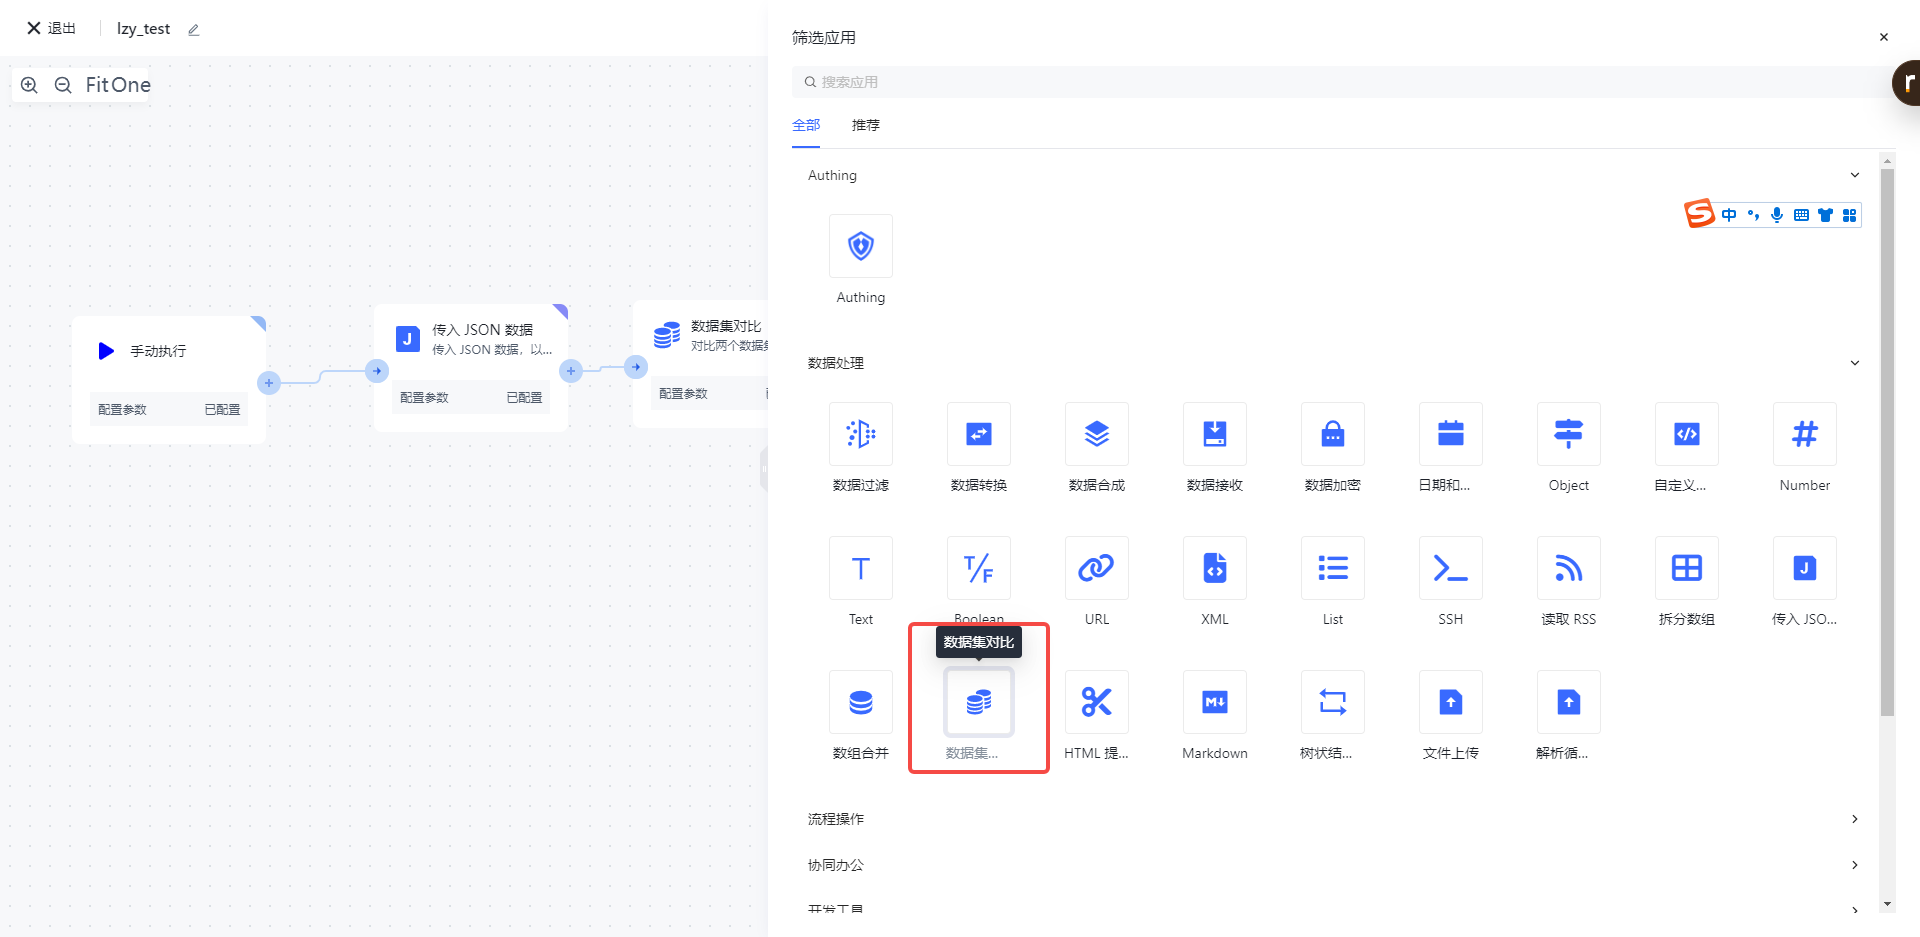 退出
lzy_test
FitOne
手动执行
配置参数 已配置
传入 JSON 数据
传入 JSON 数据，以...
配置参数 已配置
数据集对比
对比两个数据集
配置参数
筛选应用
搜索应用
全部 推荐
Authing
中
Authing
数据处理
数据过滤 数据转换 数据合成 数据接收 数据加密 日期和... Object 自定义... Number
Text Boolean URL XML List SSH 读取 RSS 拆分数组 传入 JSO...
数据集对比
数组合并 数据集... HTML 提... Markdown 树状结... 文件上传 解析循...
流程操作
协同办公
开发工具